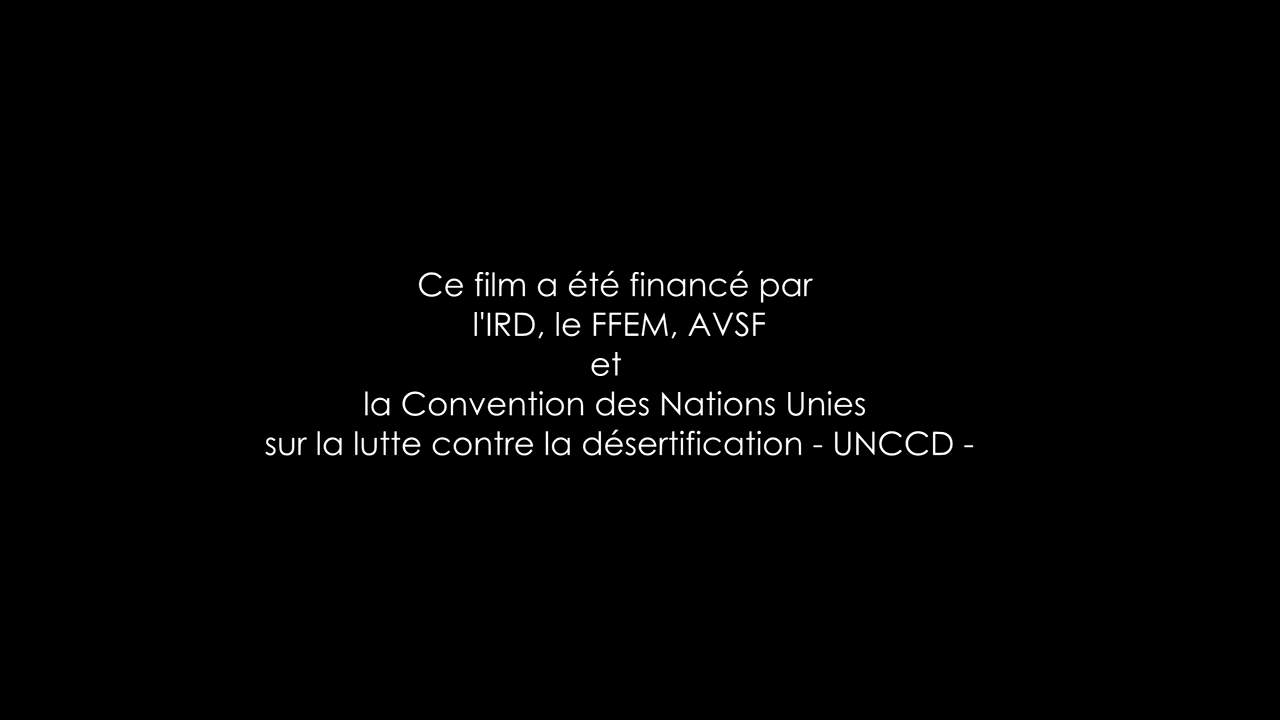 Ce film a été financé par
l'IRD, le FFEM, AVSF
et
la Convention des Nations Unies
sur la lutte contre la désertification - UNCCD -